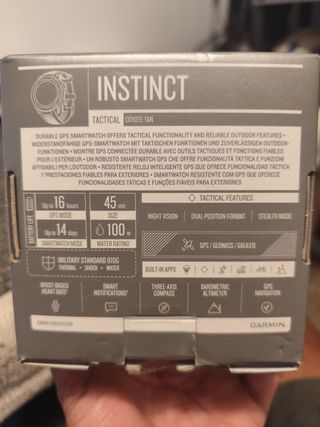 INSTINCT
TACTICAL | COYOTE TAN
DURABLE GPS SMARTWATCH OFFERS TACTICAL FUNCTIONALITY AND RELIABLE OUTDOOR FEATURES •
WIDERSTANDFÄHIGE GPS-SMARTWATCH MIT TAKTISCHEN FUNKTIONEN UND ZUVERLÄSSIGEN OUTDOOR-
FUNKTIONEN • MONTRE GPS CONNECTÉE DURABLE AVEC OUTILS TACTIQUES ET FONCTIONS FIABLES
POUR L'EXTÉRIEUR • UN ROBUSTO SMARTWATCH GPS CHE OFFRE FUNZIONALITÀ TATTICA E FUNZIONI
AFFIDABILI PER L'OUTDOOR • RESISTENTE RELOJ INTELIGENTE GPS QUE OFRECE FUNCIONALIDAD TÁCTICA
Y PRESTACIONES FIABLES PARA EXTERIORES • SMARTWATCH RESISTENTE COM GPS QUE OFERECE
FUNCIONALIDADES TÁTICAS E FUNÇÕES FIÁVEIS PARA EXTERIORES
BATTERY LIFE
Up to 16 hours
GPS MODE
45 mm
SIZE
Up to 14 days
SMARTWATCH MODE
100 m
WATER RATING
MILITARY STANDARD 810G
THERMAL • SHOCK • WATER
TACTICAL FEATURES
NIGHT VISION
DUAL-POSITION FORMAT
STEALTH MODE
GPS / GLONASS / GALILEO
BUILT-IN APPS
WRIST-BASED
HEART RATE
SMART
NOTIFICATIONS
THREE-AXIS
COMPASS
BAROMETRIC
ALTIMETER
GPS
NAVIGATION
GARMIN